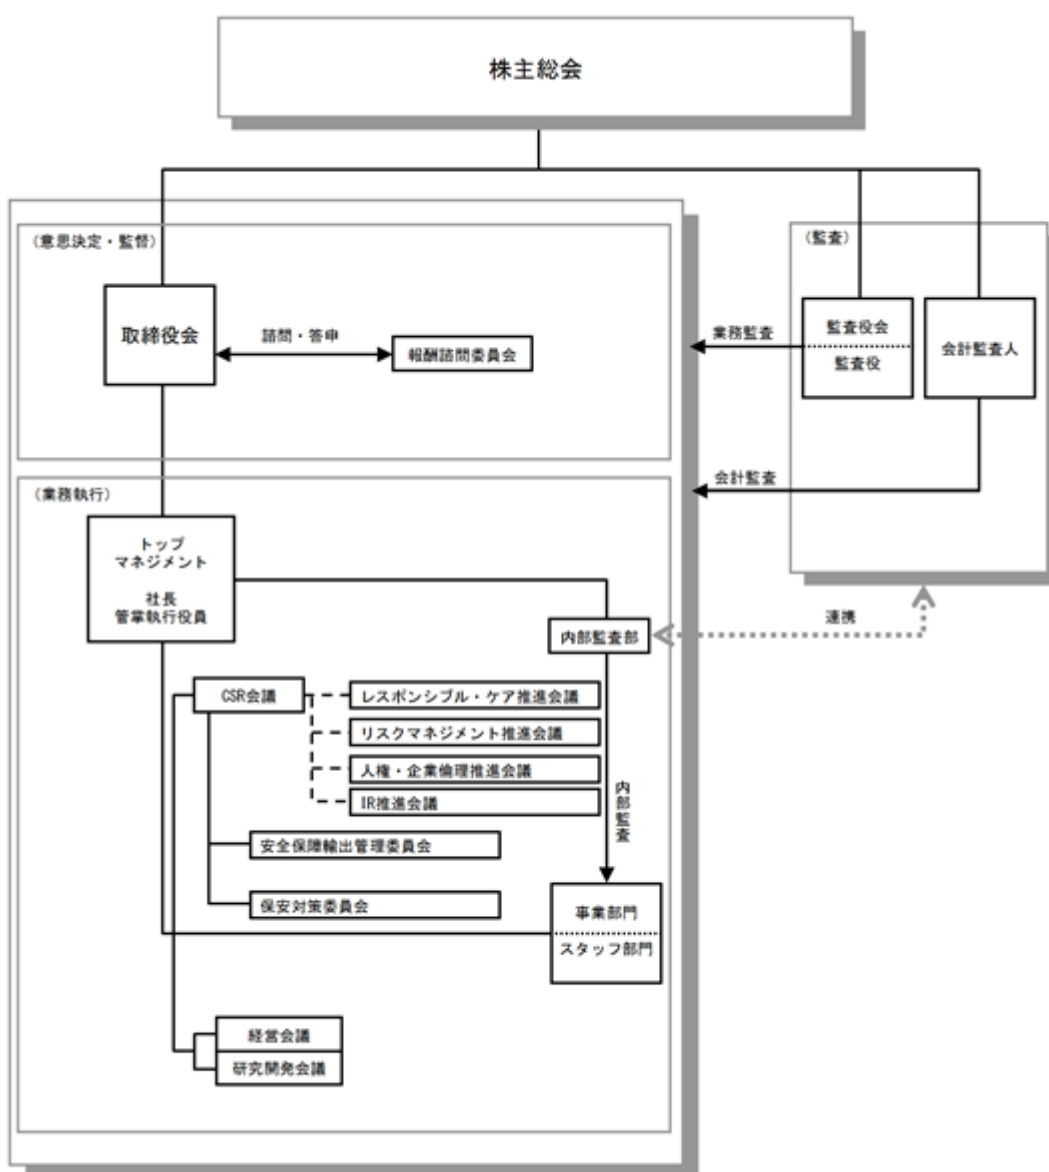 株主総会
(意思決定・監督)
(監査)
取締役会
諮問・答申
報酬諮問委員会
業務監査
監査役会
監査役
会計監査人
会計監査
(業務執行)
トップ
マネジメント
社長
管掌執行役員
内部監査部
連携
CSR会議
レスポンシブル・ケア推進会議
リスクマネジメント推進会議
人権・企業倫理推進会議
IR推進会議
内部監査
安全保障輸出管理委員会
保安対策委員会
事業部門
スタッフ部門
経営会議
研究開発会議